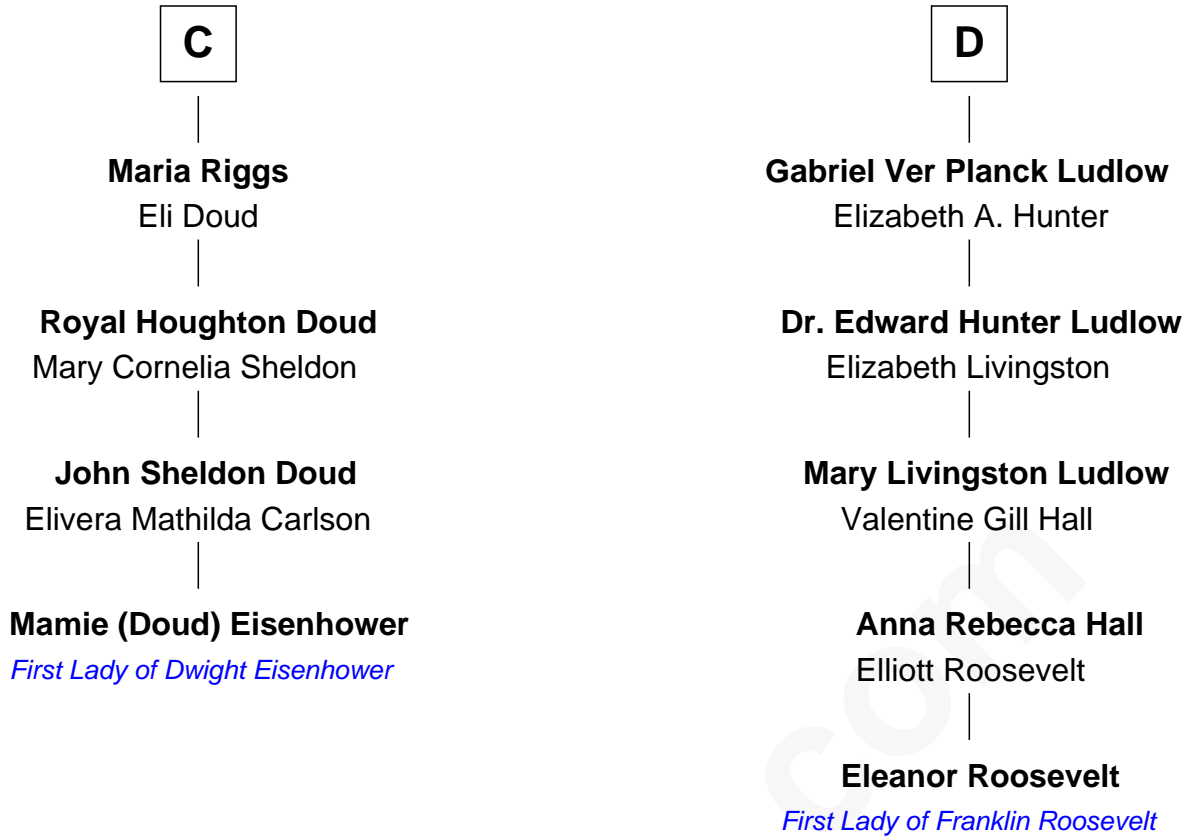 C
Maria Riggs
Eli Doud
Royal Houghton Doud
Mary Cornelia Sheldon
John Sheldon Doud
Elivera Mathilda Carlson
Mamie (Doud) Eisenhower
First Lady of Dwight Eisenhower
D
Gabriel Ver Planck Ludlow
Elizabeth A. Hunter
Dr. Edward Hunter Ludlow
Elizabeth Livingston
Mary Livingston Ludlow
Valentine Gill Hall
Anna Rebecca Hall
Elliott Roosevelt
Eleanor Roosevelt
First Lady of Franklin Roosevelt
com